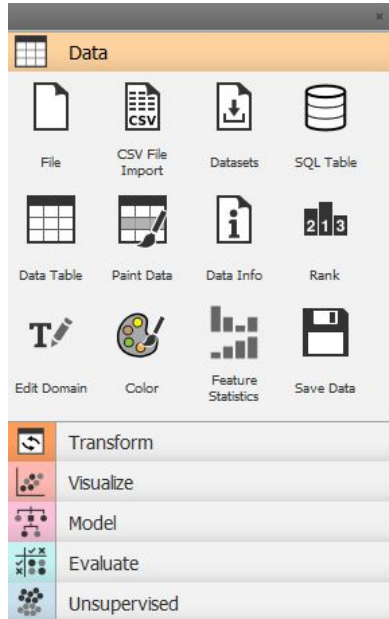 Data
CSV
File
CSV File
Import
Datasets
SQL Table
2 1 3
Data Table
Paint Data
Data Info
Rank
T
Edit Domain
Color
Feature
Statistics
Save Data
Transform
Visualize
Model
Evaluate
Unsupervised